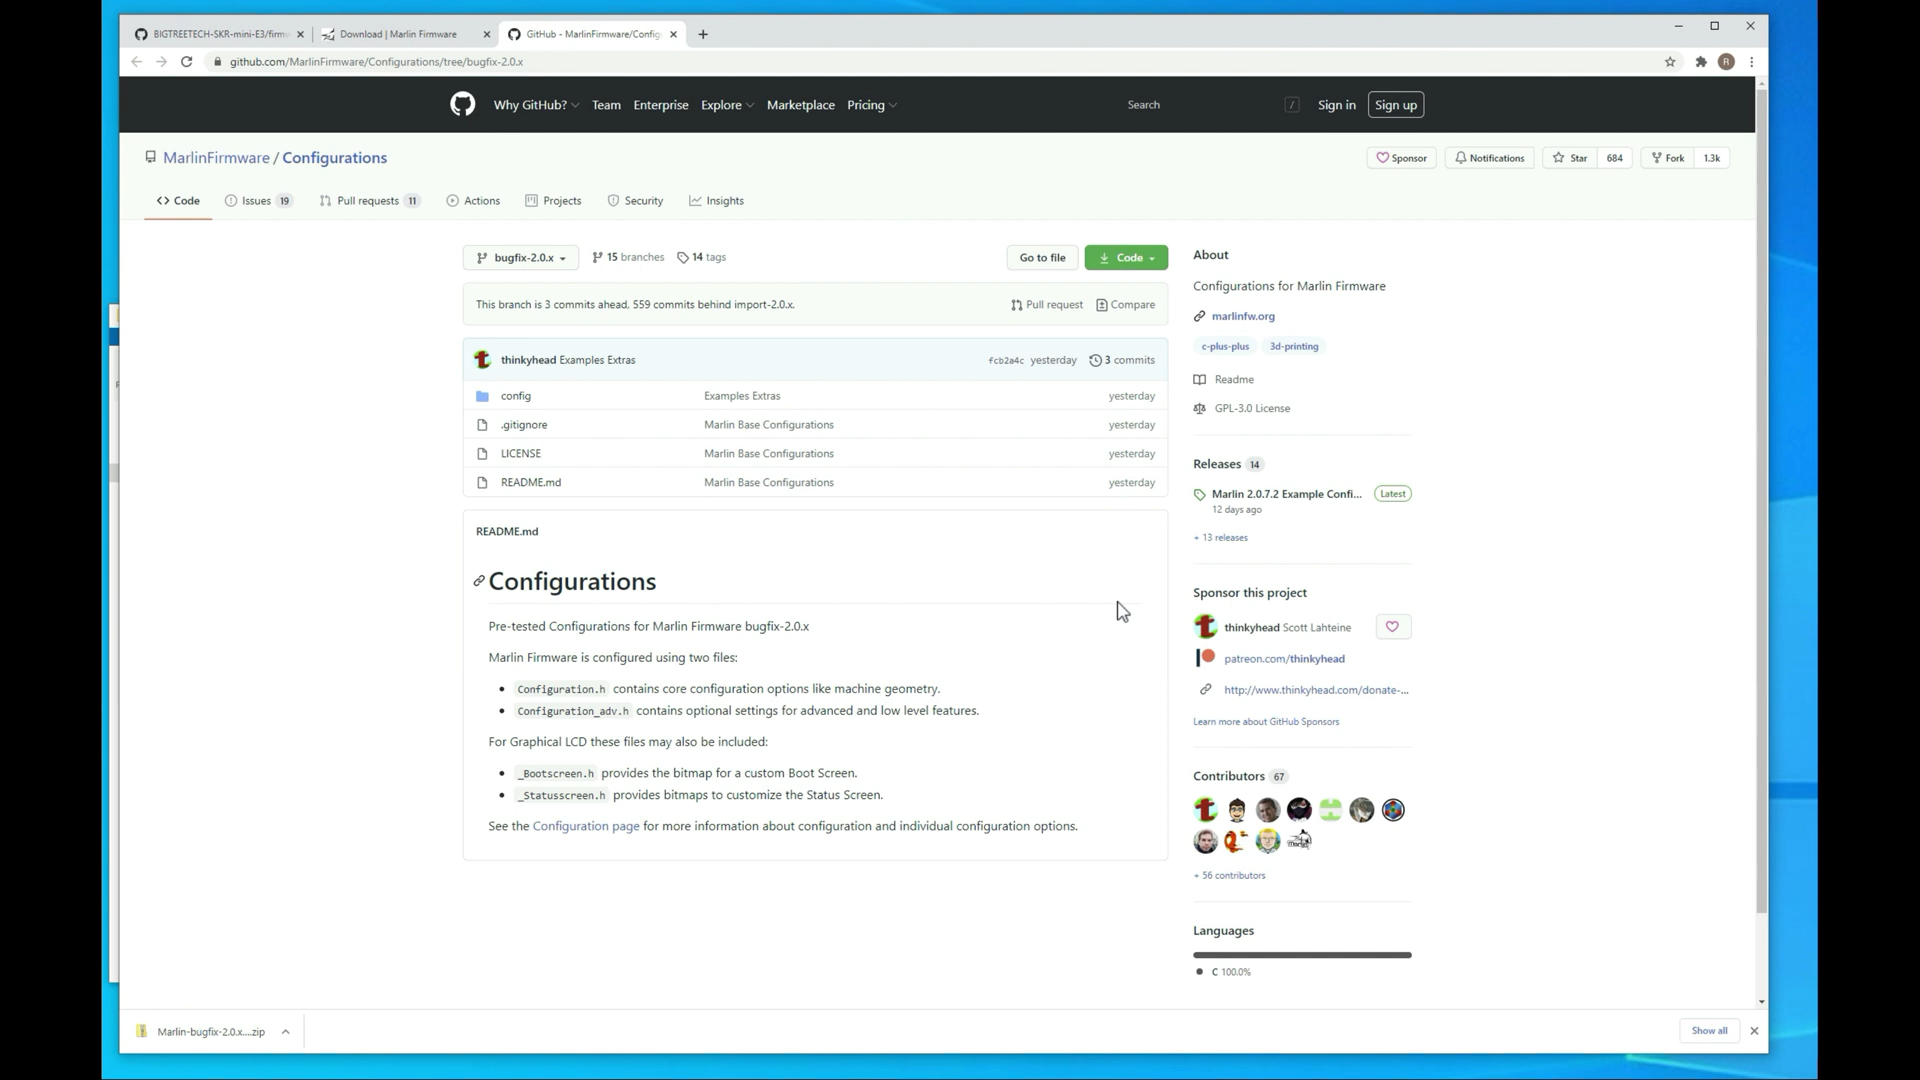 BIGTREETECH-SKR-mini-E3/firm
Download | Marlin Firmware
GitHub - MarlinFirmware/Config
github.com/MarlinFirmware/Configurations/tree/bugfix-2.0.x
R
Why GitHub?
Team
Enterprise
Explore
Marketplace
Pricing
Search
/
Sign in
Sign up
MarlinFirmware / Configurations
Sponsor
Notifications
Star 684
Fork 1.3k
Code
Issues 19
Pull requests 11
Actions
Projects
Security
Insights
bugfix-2.0.x
15 branches
14 tags
Go to file
Code
This branch is 3 commits ahead, 559 commits behind import-2.0.x.
Pull request
Compare
thinkyhead Examples Extras
fcb2a4c yesterday
3 commits
config Examples Extras yesterday
.gitignore Marlin Base Configurations yesterday
LICENSE Marlin Base Configurations yesterday
README.md Marlin Base Configurations yesterday
README.md
Configurations
Pre-tested Configurations for Marlin Firmware bugfix-2.0.x
Marlin Firmware is configured using two files:
Configuration.h contains core configuration options like machine geometry.
Configuration_adv.h contains optional settings for advanced and low level features.
For Graphical LCD these files may also be included:
_Bootscreen.h provides the bitmap for a custom Boot Screen.
_Statusscreen.h provides bitmaps to customize the Status Screen.
See the Configuration page for more information about configuration and individual configuration options.
About
Configurations for Marlin Firmware
marlinfw.org
c-plus-plus 3d-printing
Readme
GPL-3.0 License
Releases 14
Marlin 2.0.7.2 Example Confi... Latest
12 days ago
+ 13 releases
Sponsor this project
thinkyhead Scott Lahteine
patreon.com/thinkyhead
http://www.thinkyhead.com/donate-...
Learn more about GitHub Sponsors
Contributors 67
+ 56 contributors
Languages
C 100.0%
Marlin-bugfix-2.0.x....zip
Show all